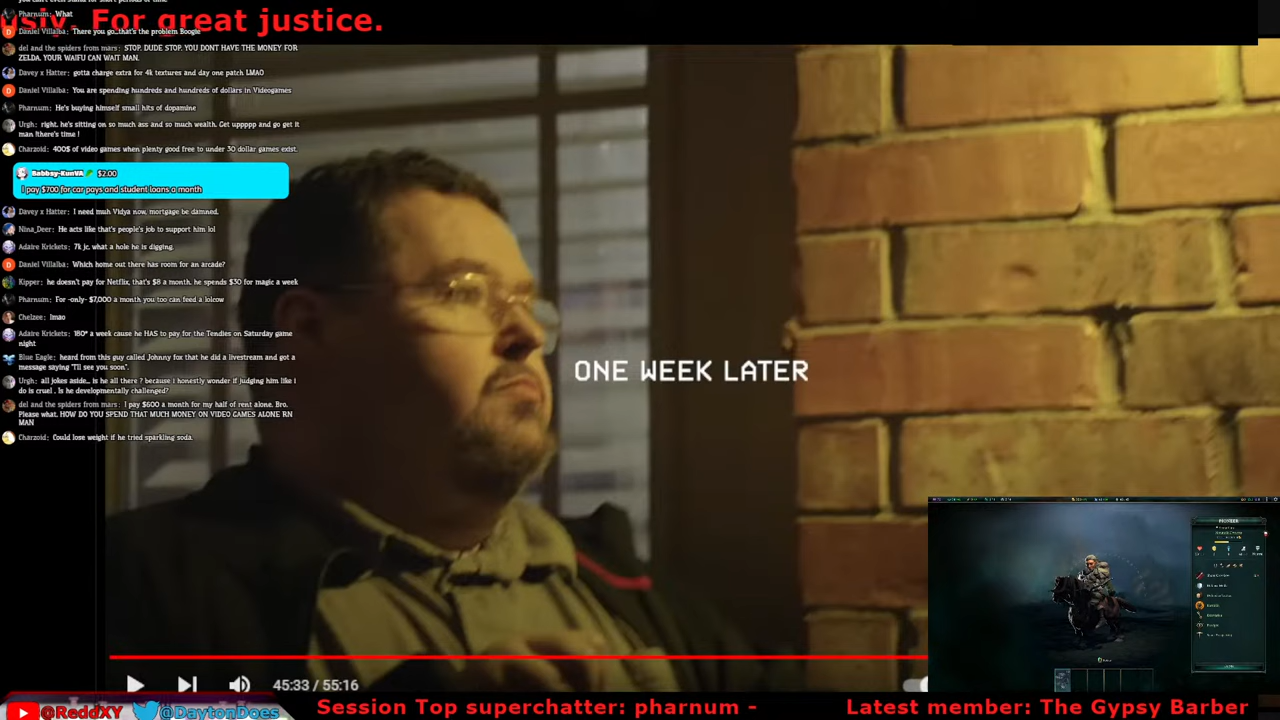 usiv. For great justice.
Pharnum: What
Daniel Villalba: There you go...that's the problem Boogie
del and the spiders from mars: STOP. DUDE STOP. YOU DONT HAVE THE MONEY FOR
ZELDA. YOUR WAIFU CAN WAIT MAN.
Davey x Hatter: gotta charge extra for 4k textures and day one patch LMAO
Daniel Villalba: You are spending hundreds and hundreds of dollars in Videogames
Pharnum: He's buying himself small hits of dopamine
Urgh: right. he's sitting on so much ass and so much wealth. Get uppppp and go get it
man !there's time !
Charzoid: 400$ of video games when plenty good free to under 30 dollar games exist.
Babbsy-KunVA $2.00
I pay $700 for car pays and student loans a month
Davey x Hatter: I need muh Vidya now, mortgage be damned.
Nina_Deer: He acts like that's people's job to support him lol
Adaire Krickets: 7k jc, what a hole he is digging.
Daniel Villalba: Which home out there has room for an arcade?
Kipper: he doesn't pay for Netflix, that's $8 a month. he spends $30 for magic a week
Pharnum: For -only- $7,000 a month you too can feed a lolcow
Chelzee: lmao
Adaire Krickets: 180* a week cause he HAS to pay for the Tendies on Saturday game
night
Blue Eagle: heard from this guy called Johnny fox that he did a livestream and got a
message saying "I'll see you soon".
Urgh: all jokes aside... is he all there ? because I honestly wonder if judging him like I
do is cruel . Is he developmentally challenged?
del and the spiders from mars: I pay $600 a month for my half of rent alone. Bro.
Please what. HOW DO YOU SPEND THAT MUCH MONEY ON VIDEO GAMES ALONE RN
MAN
Charzoid: Could lose weight if he tried sparkling soda.
ONE WEEK LATER
45:33 / 55:16
@ReddXY
@DaytonDoes
Session Top superchatter: pharnum -
Latest member: The Gypsy Barber